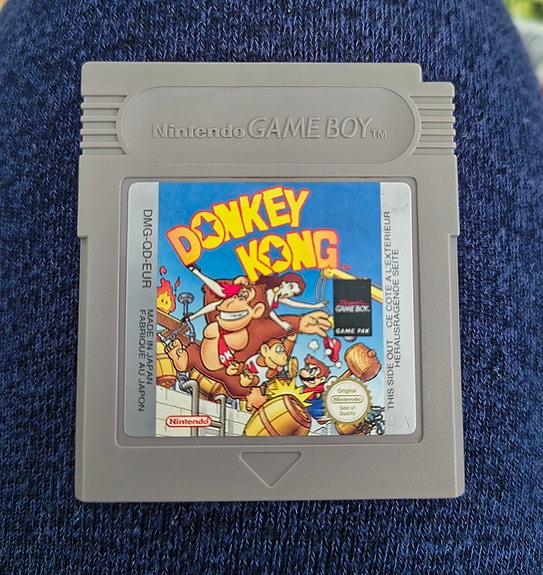 Nintendo GAME BOY TM
DMG-QD-EUR
MADE IN JAPAN
FABRIQUE AU JAPON
DONKEY
KONG
GAME BOY
GAME PAK
Nintendo
Original
Nintendo
Seal of
Quality
THIS SIDE OUT CE COTE A L'EXTERIEUR
HERAUSRAGENDE SEITE